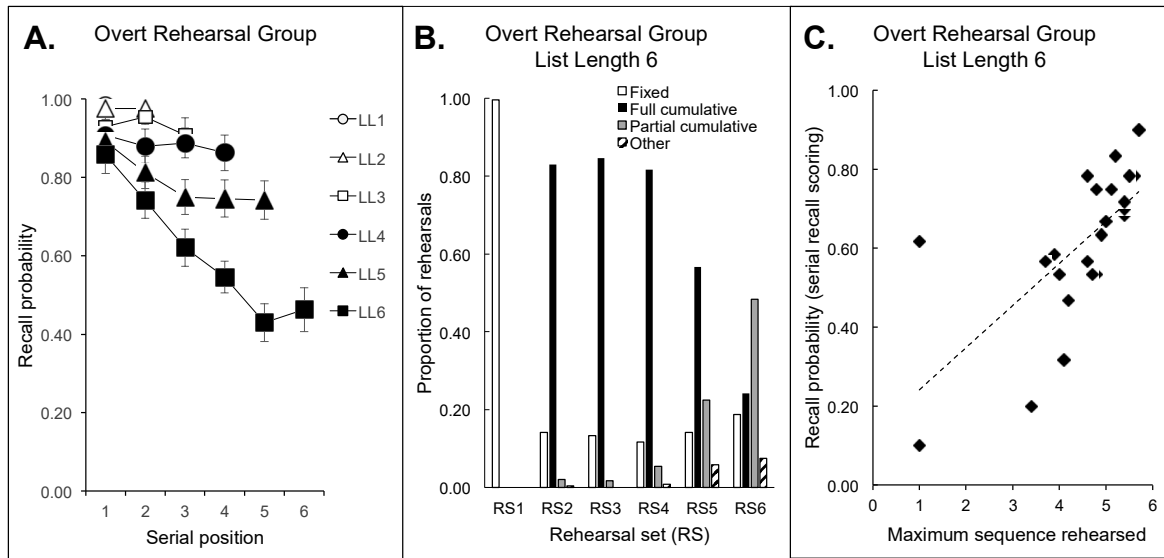 A.
Overt Rehearsal Group
Recall probability
1.00
0.80
0.60
0.40
0.20
0.00
1 2 3 4 5 6
Serial position
LL1
LL2
LL3
LL4
LL5
LL6
B.
Overt Rehearsal Group
List Length 6
Fixed
Full cumulative
Partial cumulative
Other
Proportion of rehearsals
1.00
0.80
0.60
0.40
0.20
0.00
RS1 RS2 RS3 RS4 RS5 RS6
Rehearsal set (RS)
C.
Overt Rehearsal Group
List Length 6
Recall probability (serial recall scoring)
1.00
0.80
0.60
0.40
0.20
0.00
0 1 2 3 4 5 6
Maximum sequence rehearsed